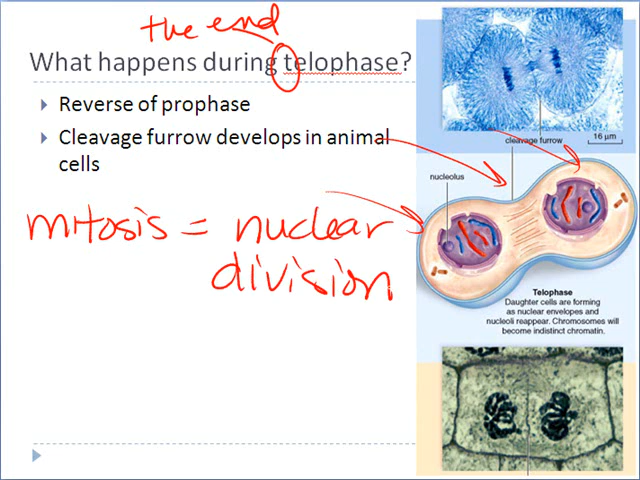 the end
What happens during telophase?
Reverse of prophase
Cleavage furrow develops in animal
cells
mitosis = nuclear
division
cleavage furrow
16 µm
nucleolus
Telophase
Daughter cells are forming
as nuclear envelopes and
nucleoli reappear. Chromosomes will
become indistinct chromatin.